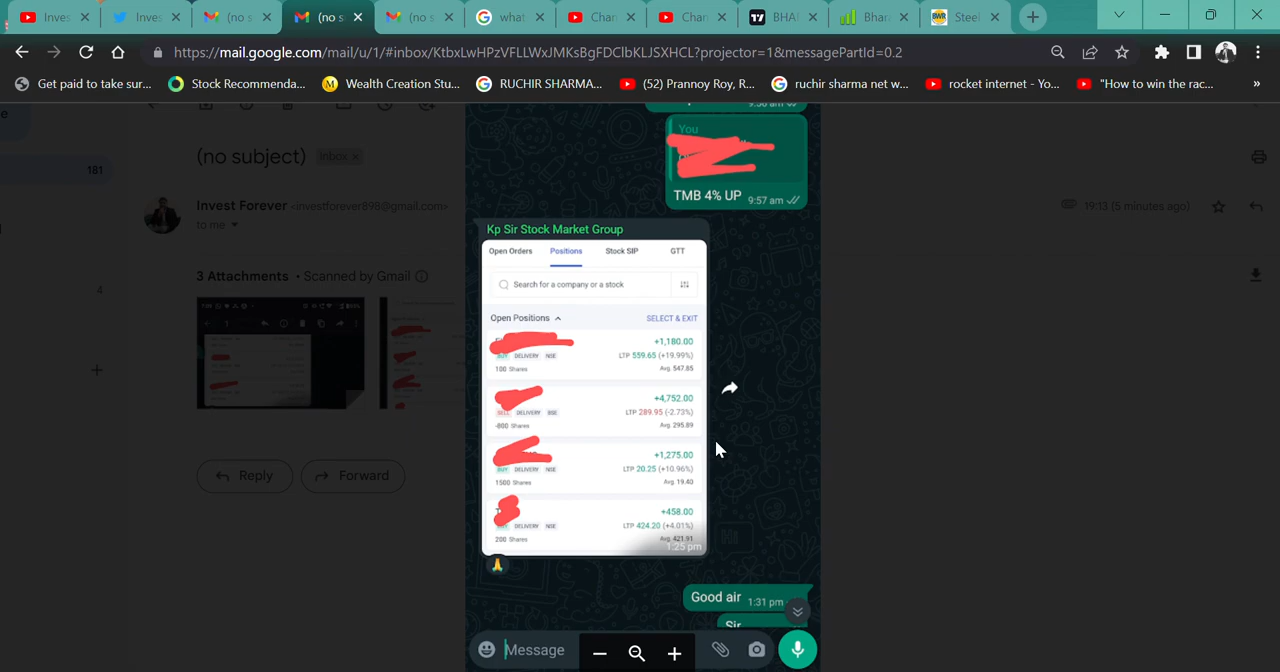 Inves
Inves
(no s
(no s
(no s
what
Chan
Chan
BHA
Bhar
Steel
https://mail.google.com/mail/u/1/#inbox/KtbxLwHPzVFLLWxJMKsBgFDClbKLJSXHCL?projector=1&messagePartId=0.2
Get paid to take sur...
Stock Recommenda...
Wealth Creation Stu...
RUCHIR SHARMA...
(52) Prannoy Roy, R...
ruchir sharma net w...
rocket internet - Yo...
"How to win the rac...
»
181
(no subject) Inbox ×
Invest Forever <investforever898@gmail.com>
to me
19:13 (5 minutes ago)
3 Attachments • Scanned by Gmail
4
Reply
Forward
9:56 am
You
TMB 4% UP 9:57 am
Kp Sir Stock Market Group
Open Orders Positions Stock SIP GTT
Search for a company or a stock
Open Positions SELECT & EXIT
+1,180.00
BUY DELIVERY NSE LTP 559.65 (+19.99%)
100 Shares Avg. 547.85
+4,752.00
SELL DELIVERY BSE LTP 289.95 (-2.73%)
-800 Shares Avg. 295.89
+1,275.00
BUY DELIVERY NSE LTP 20.25 (+10.96%)
1500 Shares Avg. 19.40
+458.00
BUY DELIVERY NSE LTP 424.20 (+4.01%)
200 Shares Avg. 421.91
1:25 pm
Good air 1:31 pm
Sir
Message